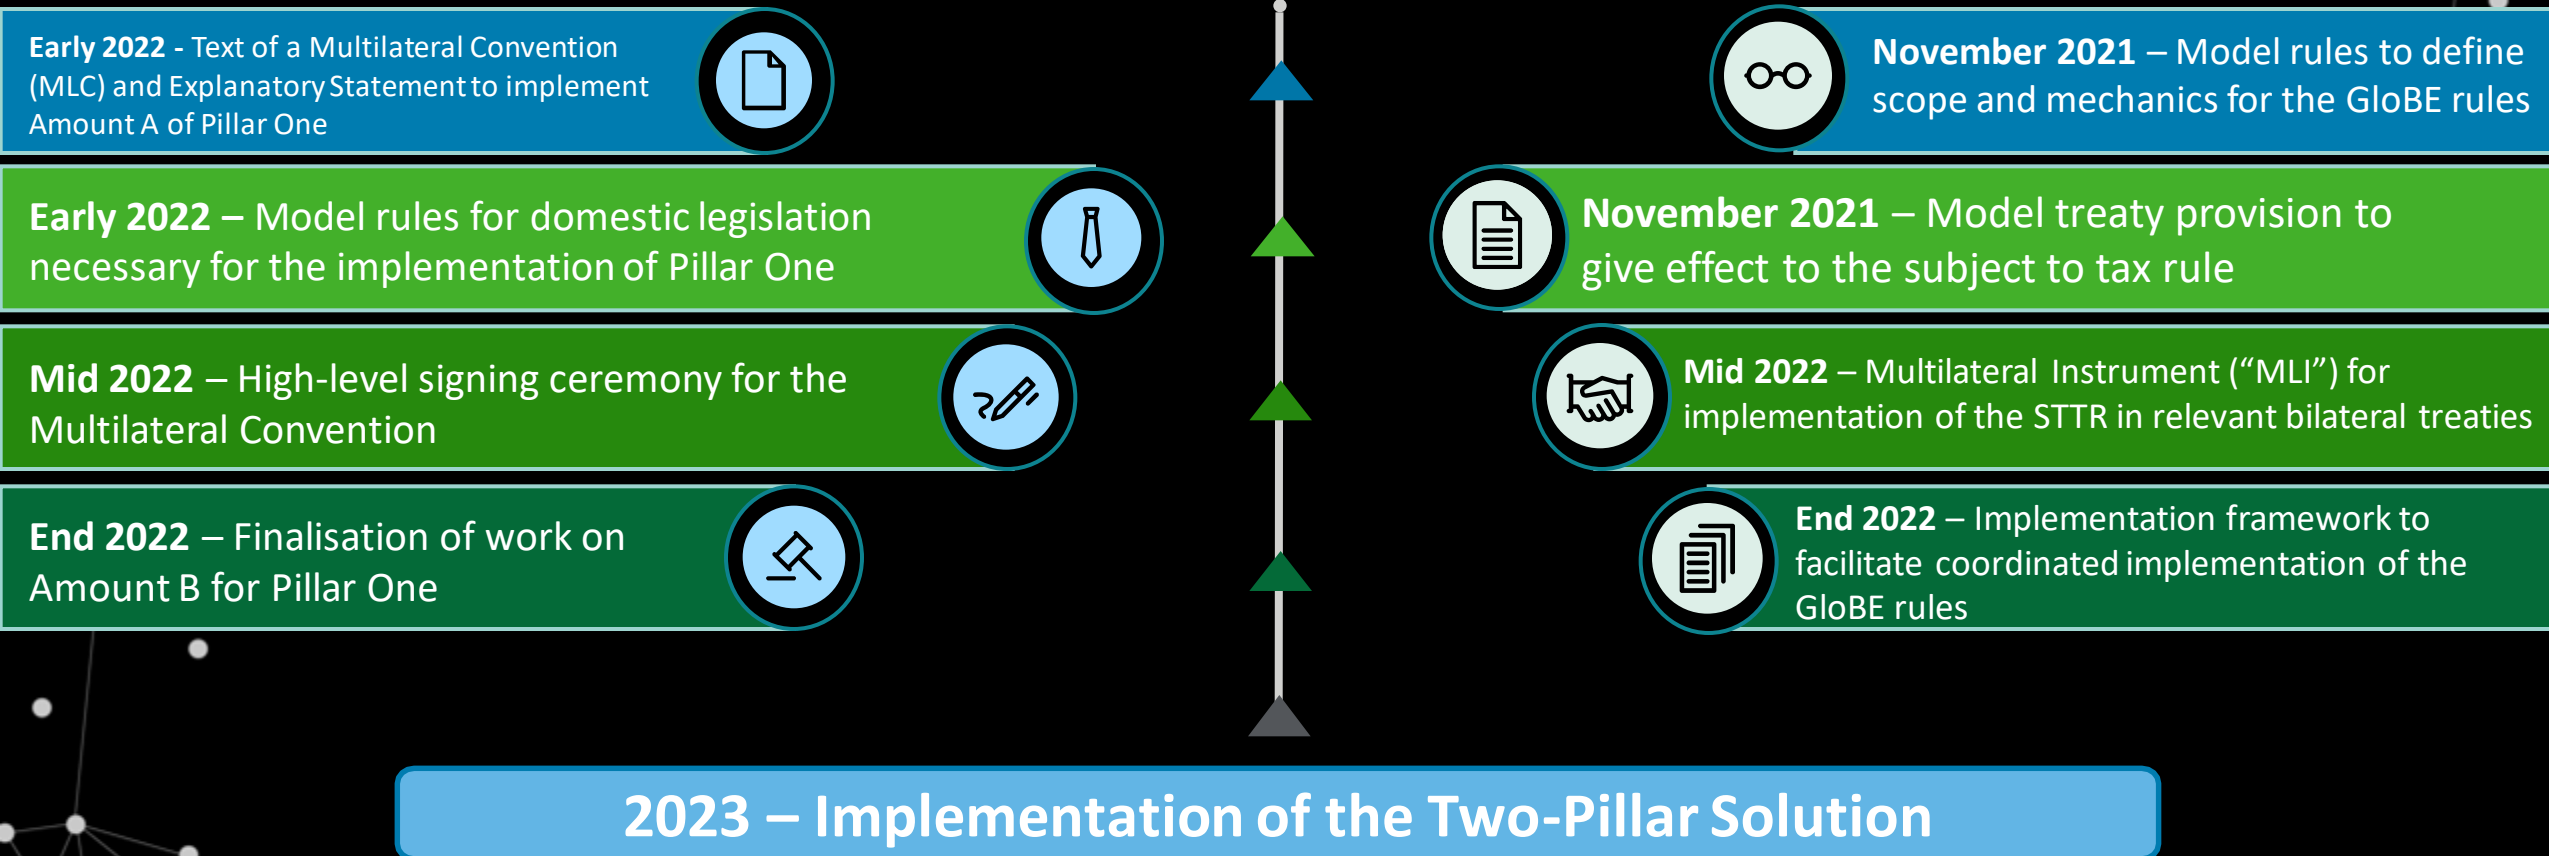 Early 2022 - Text of a Multilateral Convention
(MLC) and Explanatory Statement to implement
Amount A of Pillar One
Early 2022 – Model rules for domestic legislation
necessary for the implementation of Pillar One
Mid 2022 – High-level signing ceremony for the
Multilateral Convention
End 2022 – Finalisation of work on
Amount B for Pillar One
November 2021 – Model rules to define
scope and mechanics for the GloBE rules
November 2021 – Model treaty provision to
give effect to the subject to tax rule
Mid 2022 – Multilateral Instrument (“MLI”) for
implementation of the STTR in relevant bilateral treaties
End 2022 – Implementation framework to
facilitate coordinated implementation of the
GloBE rules
2023 – Implementation of the Two-Pillar Solution